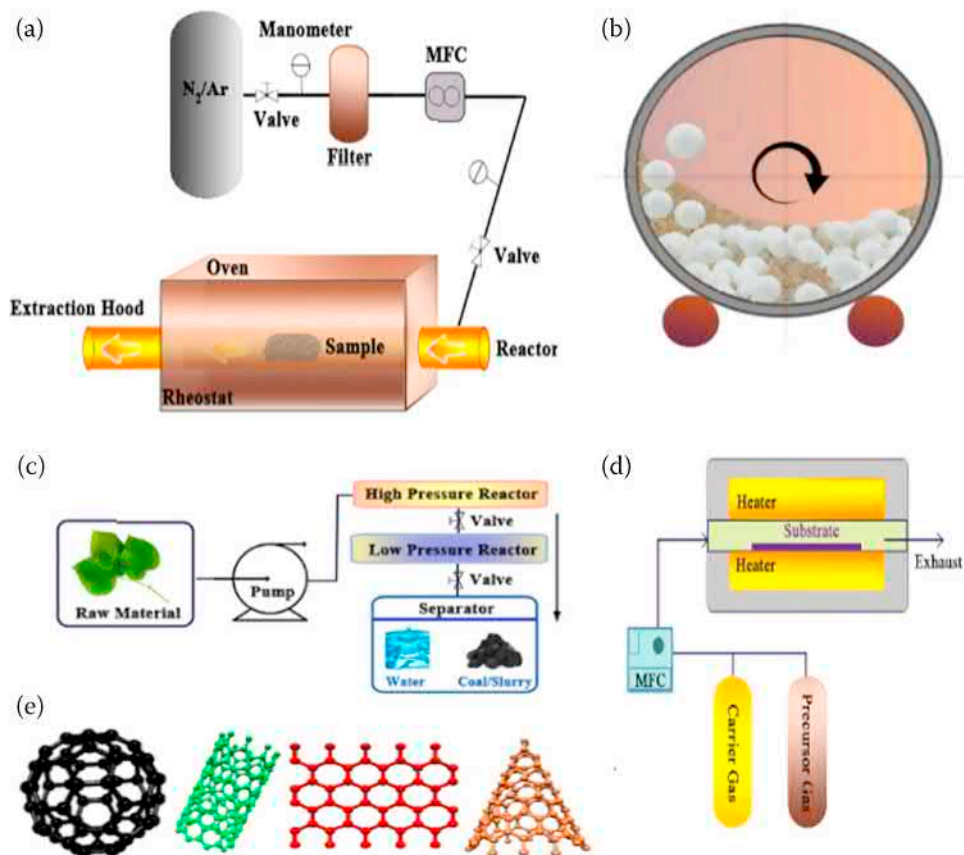 (a)
Manometer
MFC
N2/Ar
Valve
Filter
Valve
Oven
Extraction Hood
Sample
Reactor
Rheostat
(b)
(c)
High Pressure Reactor
Valve
Low Pressure Reactor
Valve
Pump
Raw Material
Separator
Water
Coal/Slurry
(d)
Heater
Substrate
Heater
Exhaust
MFC
Carrier Gas
Precursor Gas
(e)